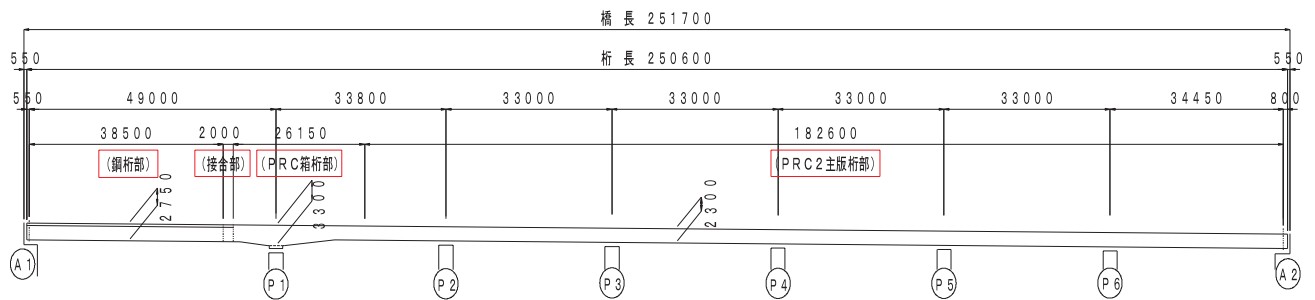 橋長 251700
550 桁長 250600 550
550 49000 33800 33000 33000 33000 33000 34450 800
38500 2000 26150 182600
(鋼桁部) (接合部) (PRC箱桁部) (PRC2主版桁部)
2750 3300 2300
A1 P1 P2 P3 P4 P5 P6 A2